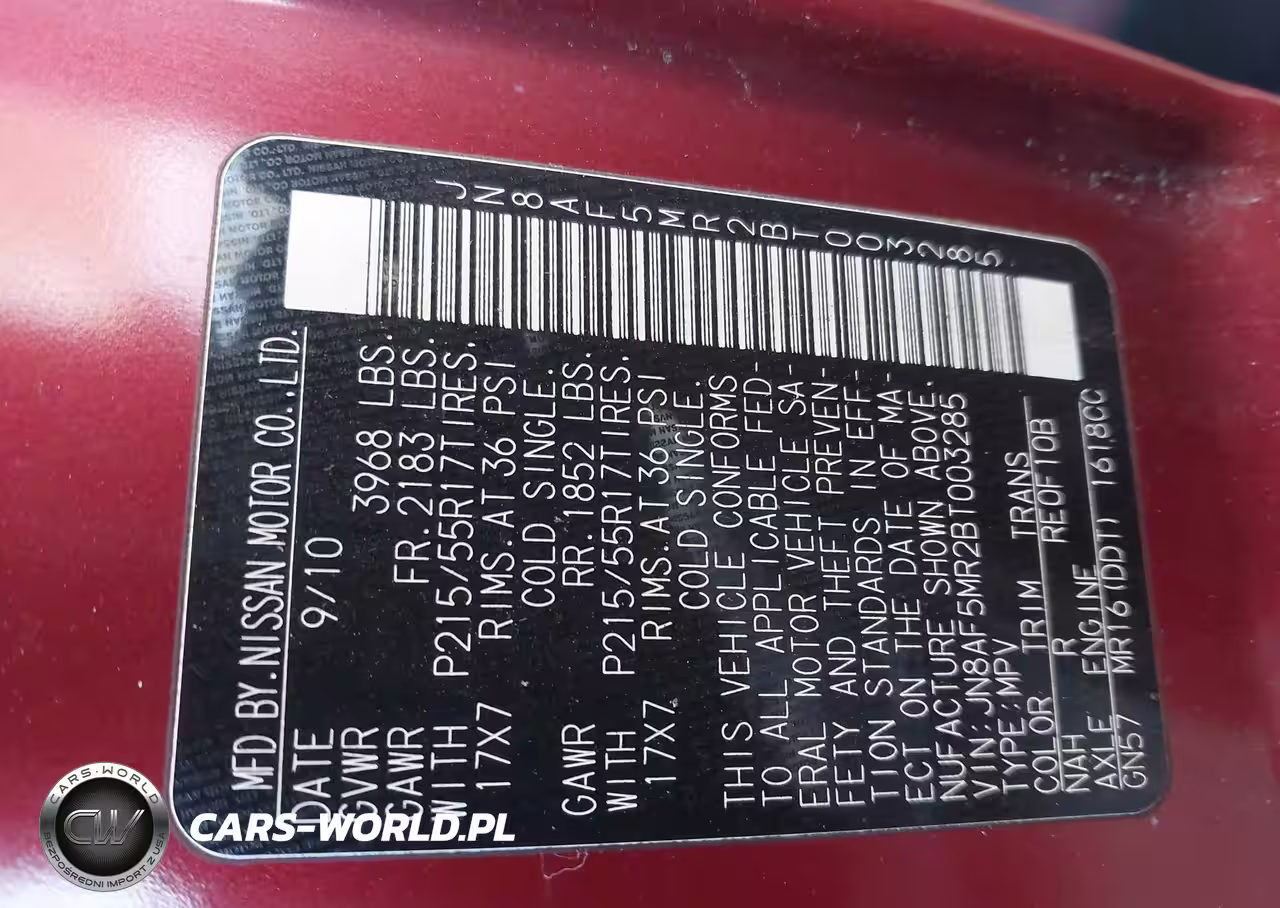 JN8AF5MR2BT003285
MFD BY.NISSAN MOTOR CO.,LTD.
DATE 9/10
GVWR 3968 LBS.
GAWR FR.2183 LBS.
WITH P215/55R17TIRES.
17X7 RIMS.AT 36 PSI
COLD SINGLE.
GAWR RR.1852 LBS.
WITH P215/55R17TIRES.
17X7 RIMS.AT 36 PSI
COLD SINGLE.
THIS VEHICLE CONFORMS
TO ALL APPLICABLE FED-
ERAL MOTOR VEHICLE SA-
FETY AND THEFT PREVEN-
TION STANDARDS IN EFF-
ECT ON THE DATE OF MA-
NUFACTURE SHOWN ABOVE.
VIN:JN8AF5MR2BT003285
TYPE:MPV
COLOR TRIM TRANS
NAH R RE0F10B
AXLE ENGINE
GN57 MR16(DDT) 1618CC
CARS-WORLD
CW
BEZPOŚREDNI IMPORT Z USA
CARS-WORLD.PL